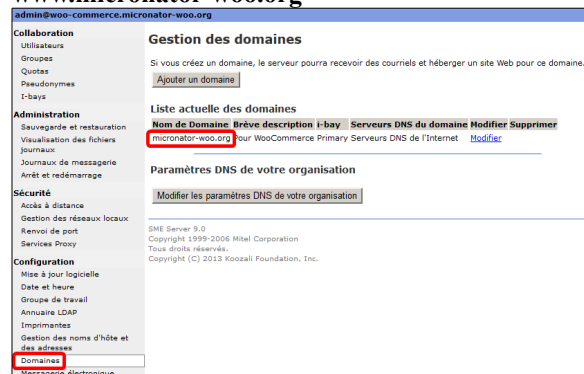 www.micronator-woo.org
admin@woo-commerce.micronator-woo.org
Collaboration
Utilisateurs
Groupes
Quotas
Pseudonymes
I-bays
Administration
Sauvegarde et restauration
Visualisation des fichiers
journaux
Journaux de messagerie
Arrêt et redémarrage
Sécurité
Accès à distance
Gestion des réseaux locaux
Renvoi de port
Services Proxy
Configuration
Mise à jour logicielle
Date et heure
Groupe de travail
Annuaire LDAP
Imprimantes
Gestion des noms d'hôte et
des adresses
Domaines
Messagerie électronique
Gestion des domaines
Si vous créez un domaine, le serveur pourra recevoir des courriels et héberger un site Web pour ce domaine.
Ajouter un domaine
Liste actuelle des domaines
Nom de Domaine Brève description i-bay Serveurs DNS du domaine Modifier Supprimer
micronator-woo.org Pour WooCommerce Primary Serveurs DNS de l'Internet Modifier
Paramètres DNS de votre organisation
Modifier les paramètres DNS de votre organisation
SME Server 9.0
Copyright 1999-2006 Mitel Corporation
Tous droits réservés.
Copyright (C) 2013 Koozali Foundation, Inc.